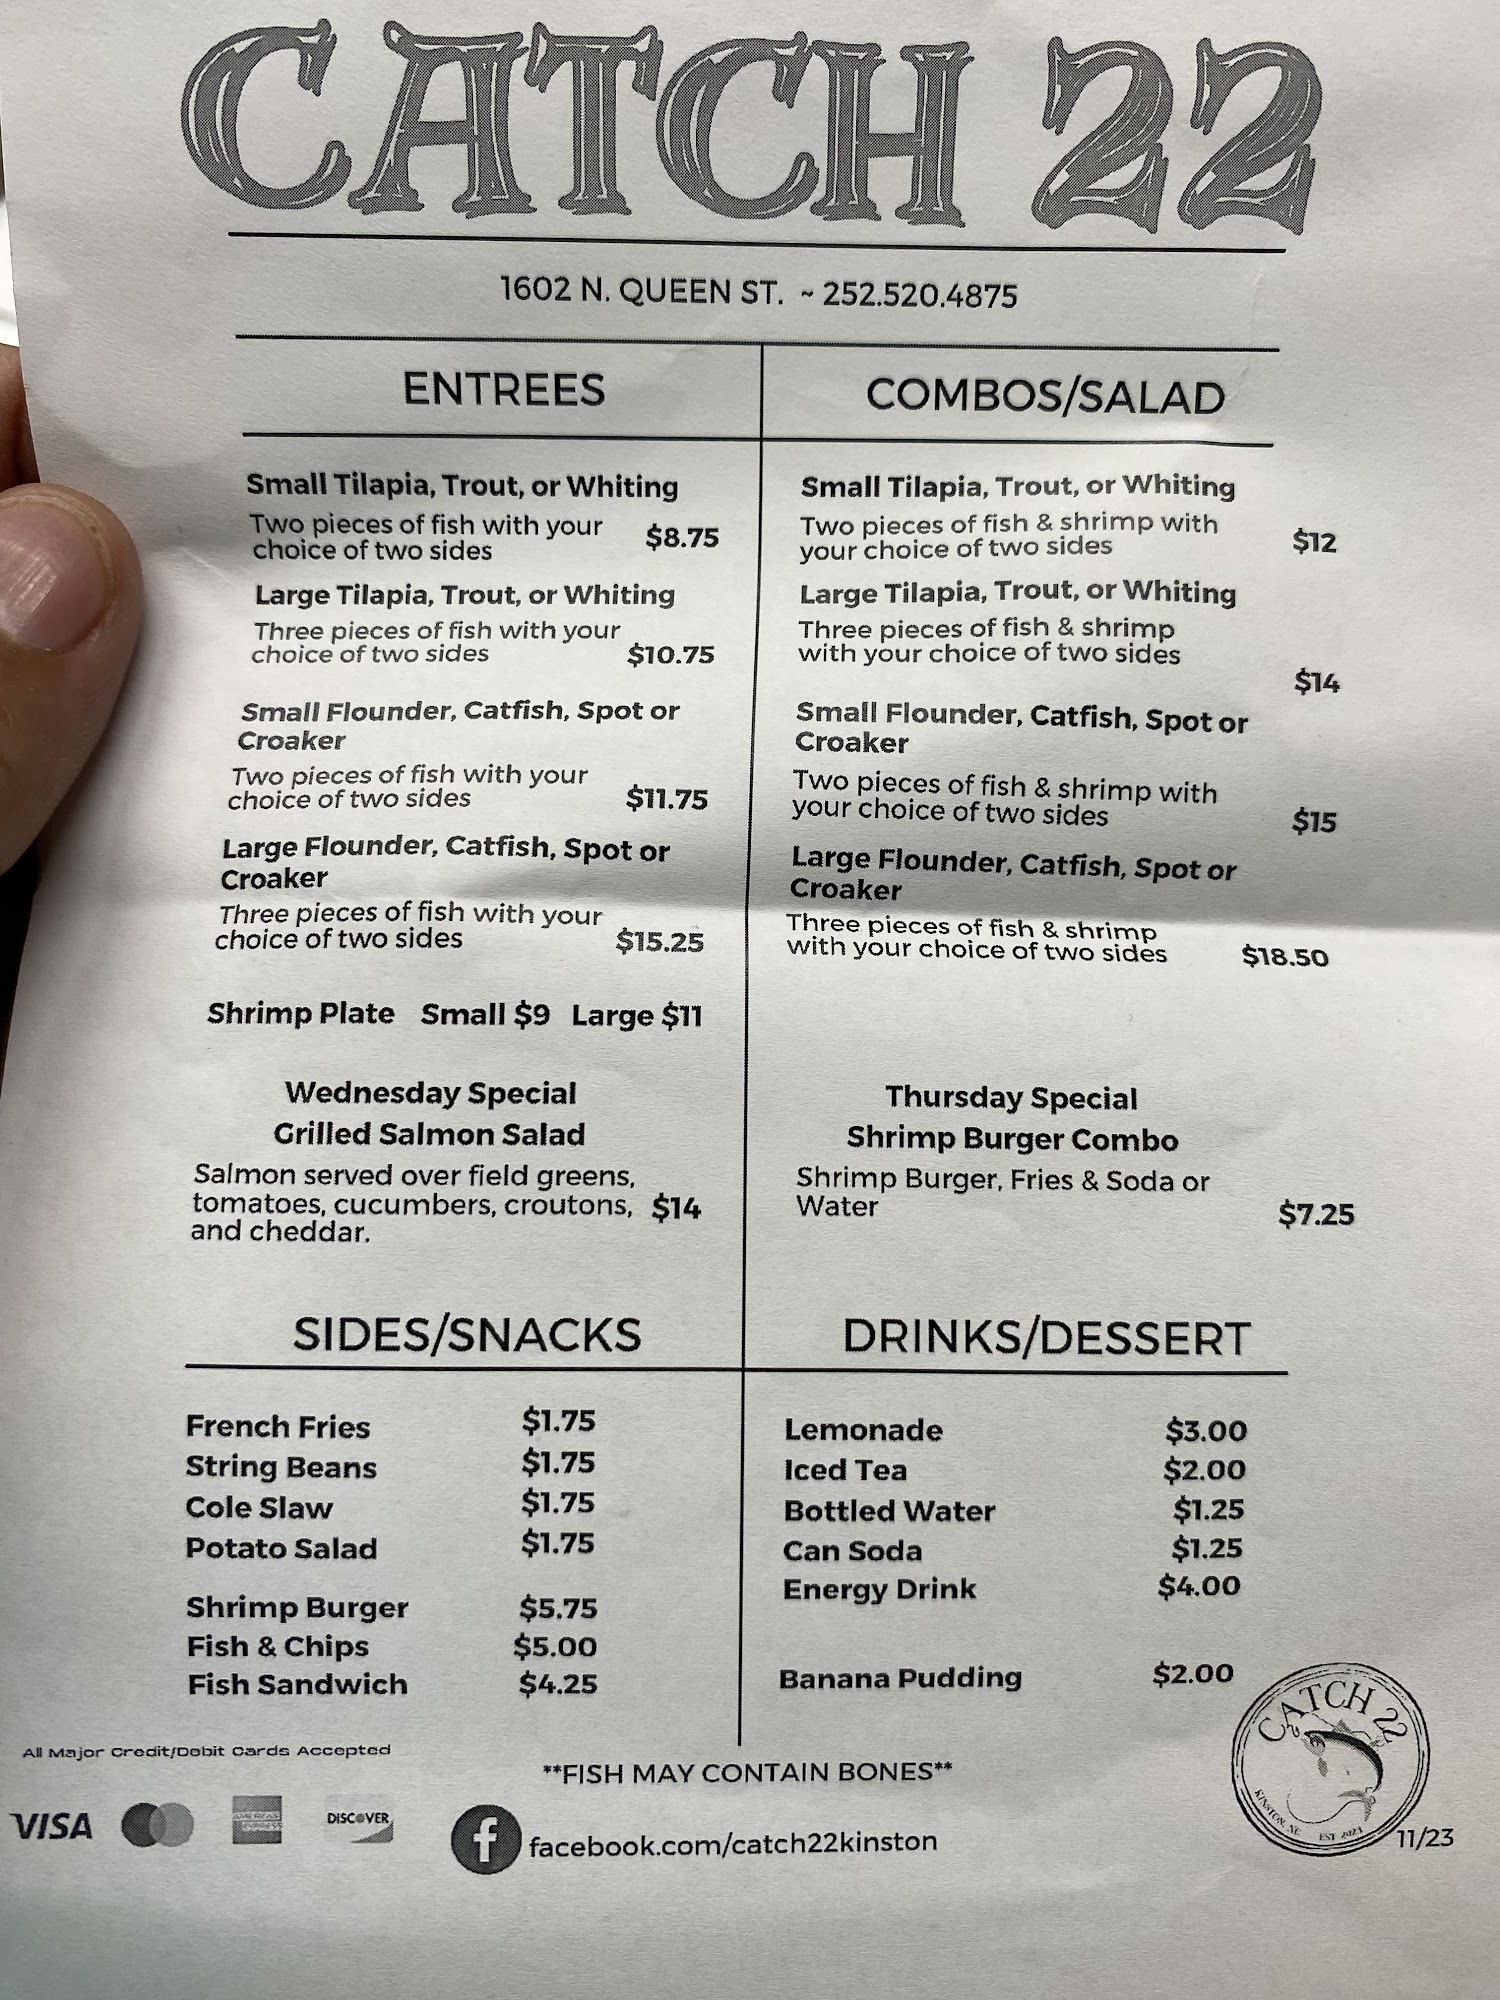 CATCH 22
1602 N. QUEEN ST. ~ 252.520.4875
ENTREES
Small Tilapia, Trout, or Whiting
Two pieces of fish with your
choice of two sides $8.75
Large Tilapia, Trout, or Whiting
Three pieces of fish with your
choice of two sides $10.75
Small Flounder, Catfish, Spot or
Croaker
Two pieces of fish with your
choice of two sides $11.75
Large Flounder, Catfish, Spot or
Croaker
Three pieces of fish with your
choice of two sides $15.25
Shrimp Plate Small $9 Large $11
Wednesday Special
Grilled Salmon Salad
Salmon served over field greens,
tomatoes, cucumbers, croutons, $14
and cheddar.
COMBOS/SALAD
Small Tilapia, Trout, or Whiting
Two pieces of fish & shrimp with
your choice of two sides $12
Large Tilapia, Trout, or Whiting
Three pieces of fish & shrimp
with your choice of two sides
$14
Small Flounder, Catfish, Spot or
Croaker
Two pieces of fish & shrimp with
your choice of two sides $15
Large Flounder, Catfish, Spot or
Croaker
Three pieces of fish & shrimp
with your choice of two sides $18.50
Thursday Special
Shrimp Burger Combo
Shrimp Burger, Fries & Soda or
Water $7.25
SIDES/SNACKS
French Fries $1.75
String Beans $1.75
Cole Slaw $1.75
Potato Salad $1.75
Shrimp Burger $5.75
Fish & Chips $5.00
Fish Sandwich $4.25
DRINKS/DESSERT
Lemonade $3.00
Iced Tea $2.00
Bottled Water $1.25
Can Soda $1.25
Energy Drink $4.00
Banana Pudding $2.00
All Major Credit/Debit Cards Accepted
VISA
AMERICAN
EXPRESS
DISCOVER
**FISH MAY CONTAIN BONES**
facebook.com/catch22kinston
CATCH 22
KINSTON, NC
EST 2023
11/23